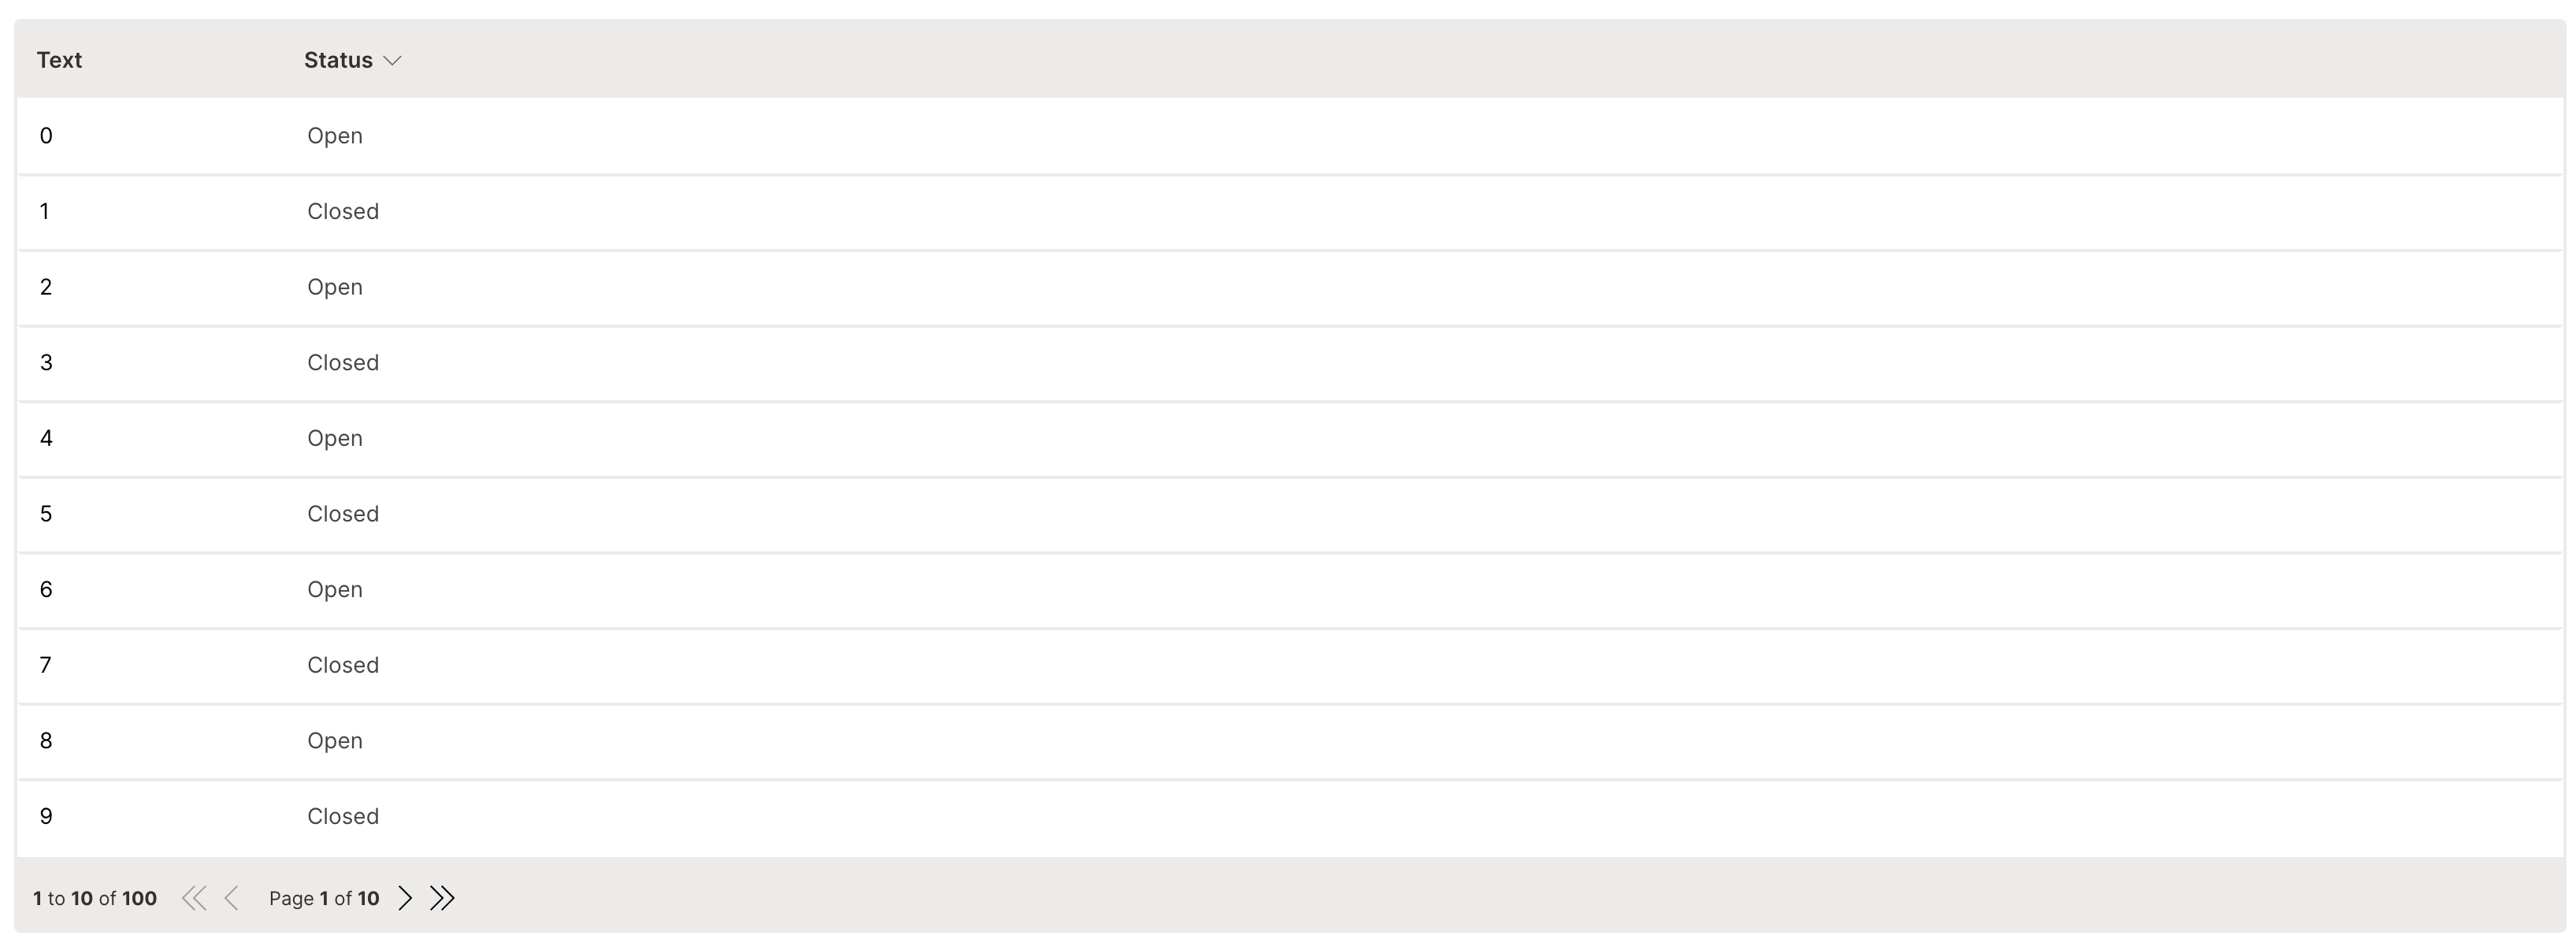 Text Status
0 Open
1 Closed
2 Open
3 Closed
4 Open
5 Closed
6 Open
7 Closed
8 Open
9 Closed
1 to 10 of 100 Page 1 of 10